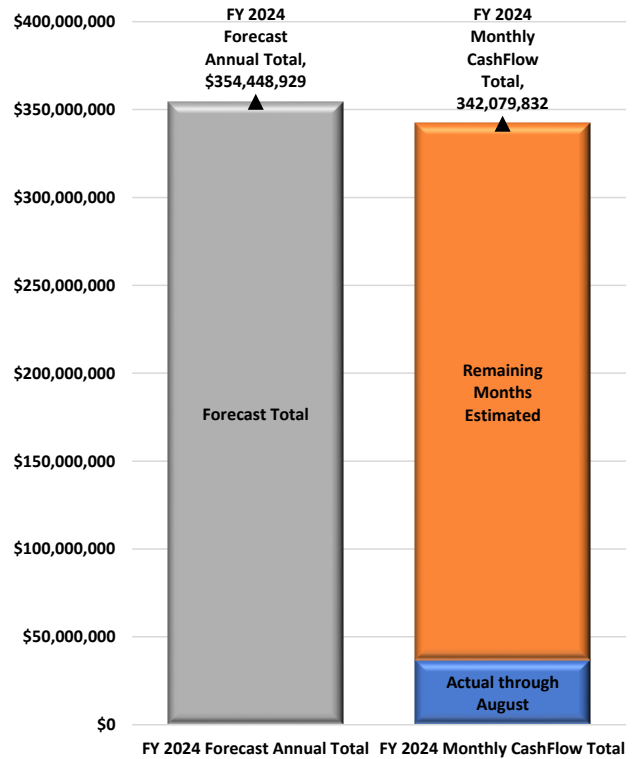 $400,000,000
$350,000,000
$300,000,000
$250,000,000
$200,000,000
$150,000,000
$100,000,000
$50,000,000
$0
FY 2024
Forecast
Annual Total,
$354,448,929
FY 2024
Monthly
CashFlow
Total,
342,079,832
Forecast Total
Remaining
Months
Estimated
Actual through
August
FY 2024 Forecast Annual Total
FY 2024 Monthly CashFlow Total